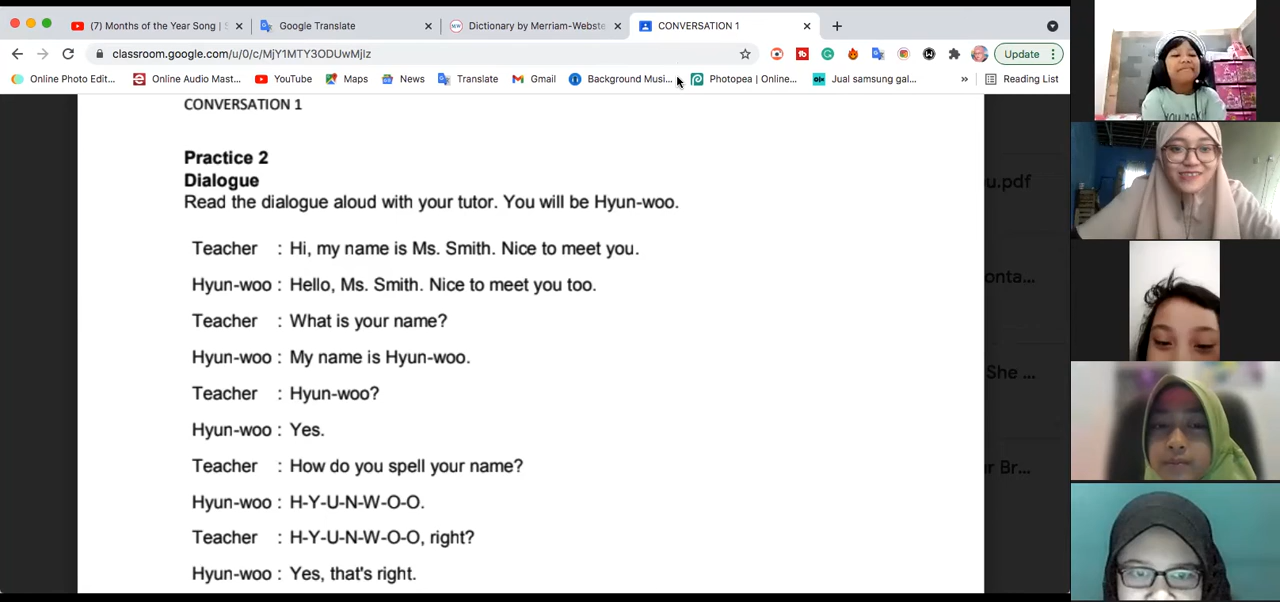 (7) Months of the Year Song |
Google Translate
Dictionary by Merriam-Webste
CONVERSATION 1
classroom.google.com/u/0/c/MjY1MTY3ODUwMjIz
Update
Online Photo Edit...
Online Audio Mast...
YouTube
Maps
News
Translate
Gmail
Background Musi...
Photopea | Online...
Jual samsung gal...
»
Reading List
CONVERSATION 1
Practice 2
Dialogue
Read the dialogue aloud with your tutor. You will be Hyun-woo.
Teacher : Hi, my name is Ms. Smith. Nice to meet you.
Hyun-woo : Hello, Ms. Smith. Nice to meet you too.
Teacher : What is your name?
Hyun-woo : My name is Hyun-woo.
Teacher : Hyun-woo?
Hyun-woo : Yes.
Teacher : How do you spell your name?
Hyun-woo : H-Y-U-N-W-O-O.
Teacher : H-Y-U-N-W-O-O, right?
Hyun-woo : Yes, that's right.
u.pdf
onta...
She ...
r Br...